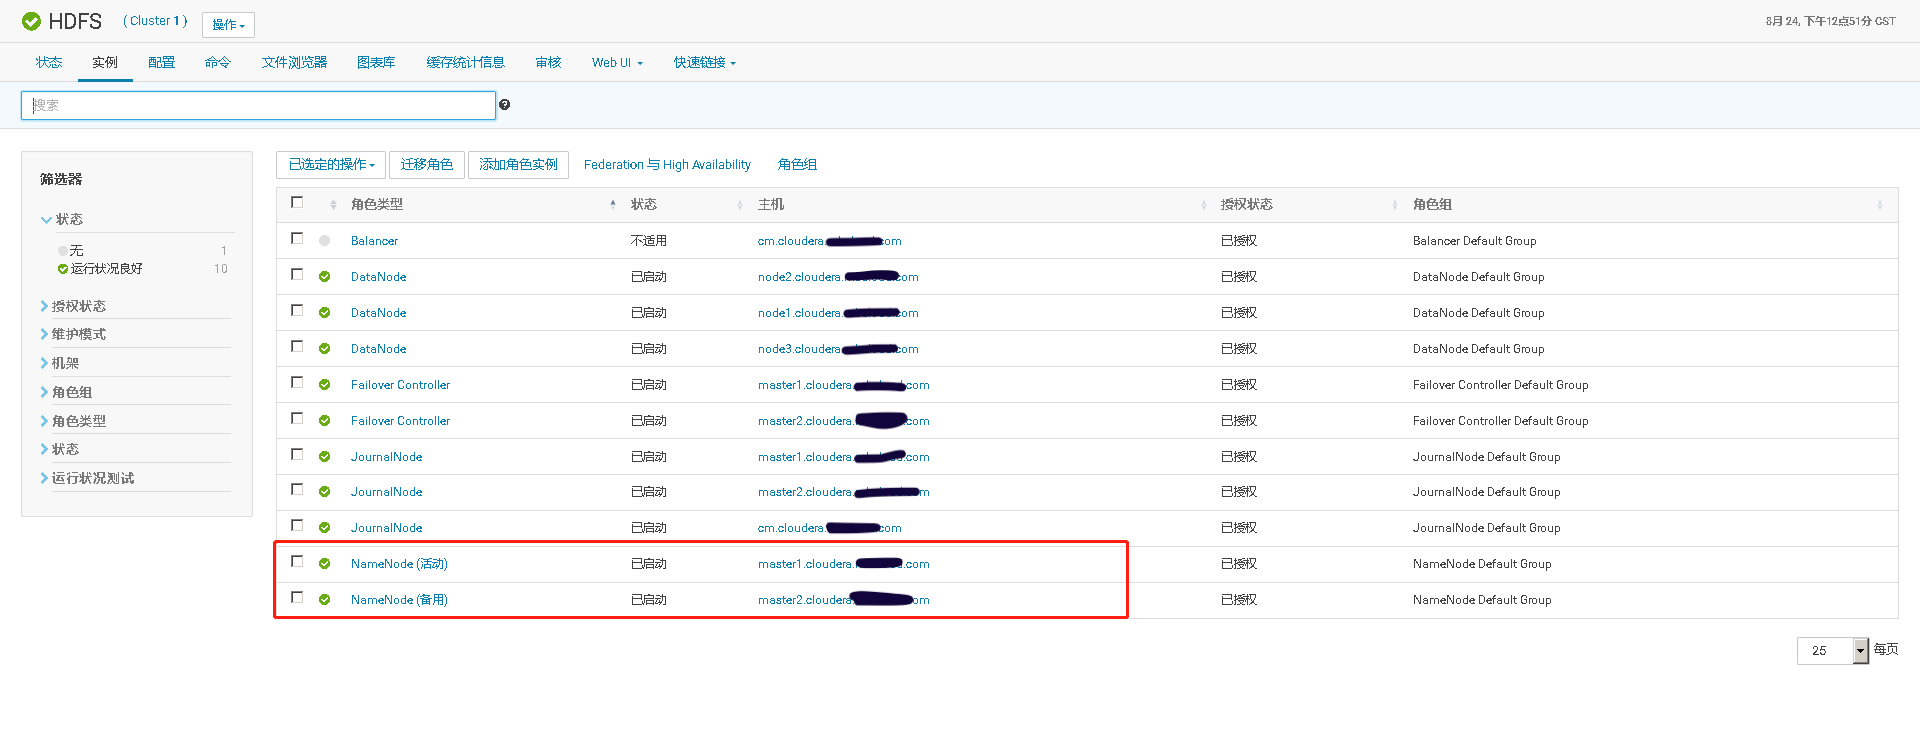 HDFS ( Cluster 1 ) 操作 8月 24, 下午12点51分 CST
状态 实例 配置 命令 文件浏览器 图表库 缓存统计信息 审核 Web UI 快速链接
搜索
筛选器
状态
无 1
运行状况良好 10
授权状态
维护模式
机架
角色组
角色类型
状态
运行状况测试
已选定的操作 迁移角色 添加角色实例 Federation 与 High Availability 角色组
角色类型 状态 主机 授权状态 角色组
Balancer 不适用 cm.cloudera. com 已授权 Balancer Default Group
DataNode 已启动 node2.cloudera. com 已授权 DataNode Default Group
DataNode 已启动 node1.cloudera. com 已授权 DataNode Default Group
DataNode 已启动 node3.cloudera com 已授权 DataNode Default Group
Failover Controller 已启动 master1.cloudera. .com 已授权 Failover Controller Default Group
Failover Controller 已启动 master2.cloudera. .com 已授权 Failover Controller Default Group
JournalNode 已启动 master1.cloudera. .com 已授权 JournalNode Default Group
JournalNode 已启动 master2.cloudera. 已授权 JournalNode Default Group
JournalNode 已启动 cm.cloudera. com 已授权 JournalNode Default Group
NameNode (活动) 已启动 master1.cloudera. .com 已授权 NameNode Default Group
NameNode (备用) 已启动 master2.cloudera 已授权 NameNode Default Group
25 每页